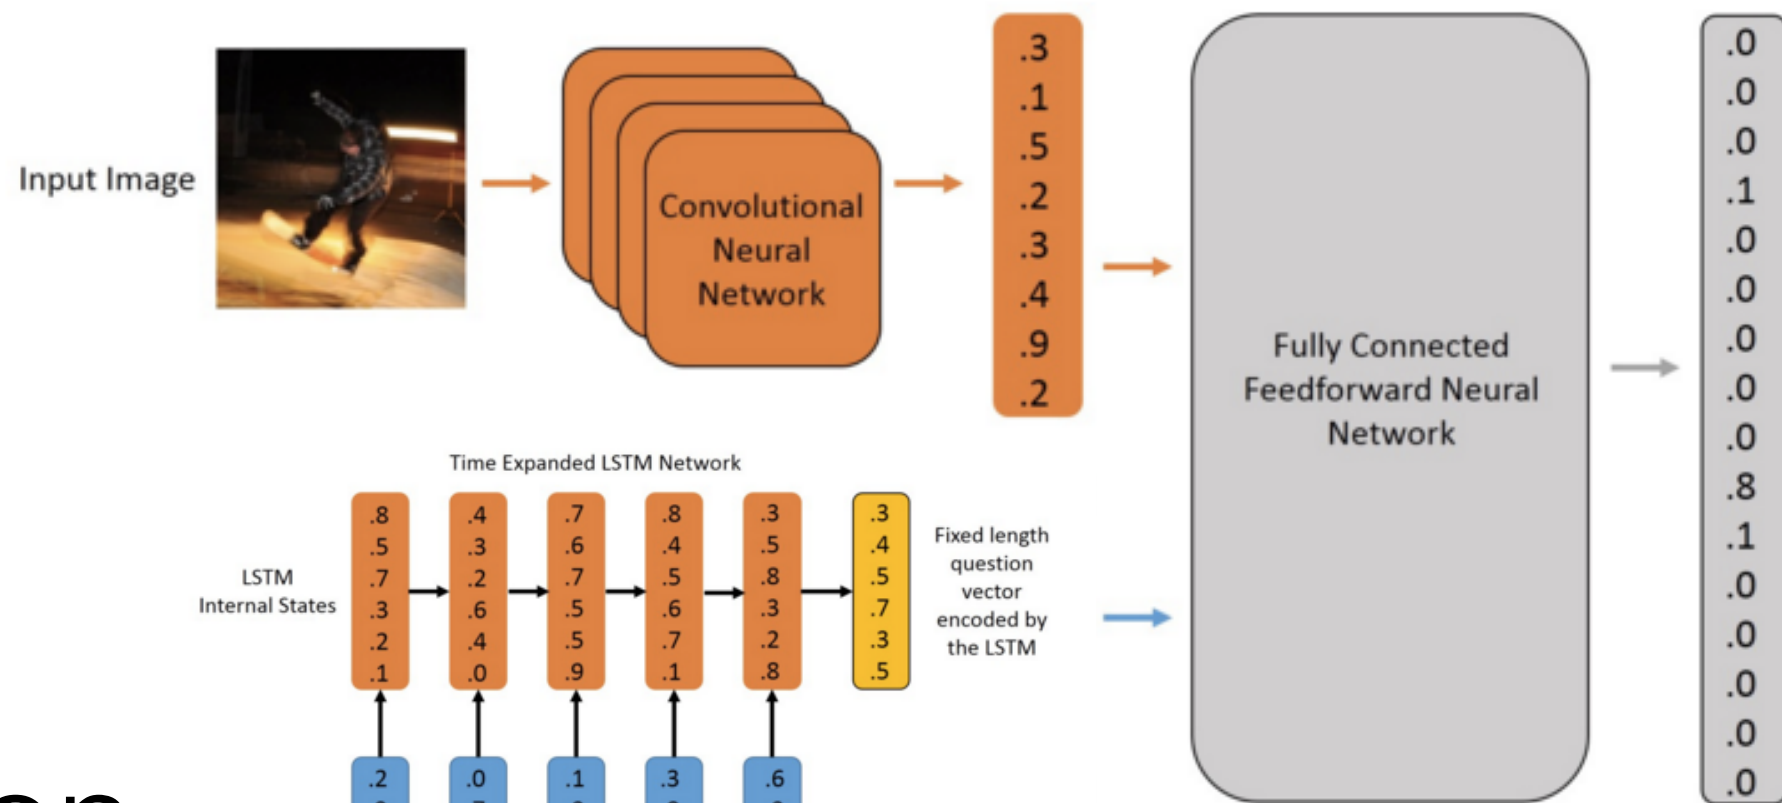 Input Image
Convolutional
Neural
Network
.3
.1
.5
.2
.3
.4
.9
.2
Fully Connected
Feedforward Neural
Network
.0
.0
.0
.1
.0
.0
.0
.0
.0
.8
.1
.0
.0
.0
.0
.0
Time Expanded LSTM Network
LSTM
Internal States
.8 .4 .7 .8 .3 .3
.5 .3 .6 .4 .5 .4
.7 .2 .7 .5 .8 .5
.3 .6 .5 .6 .3 .7
.2 .4 .5 .7 .2 .3
.1 .0 .9 .1 .8 .5
Fixed length
question
vector
encoded by
the LSTM
.2 .0 .1 .3 .6